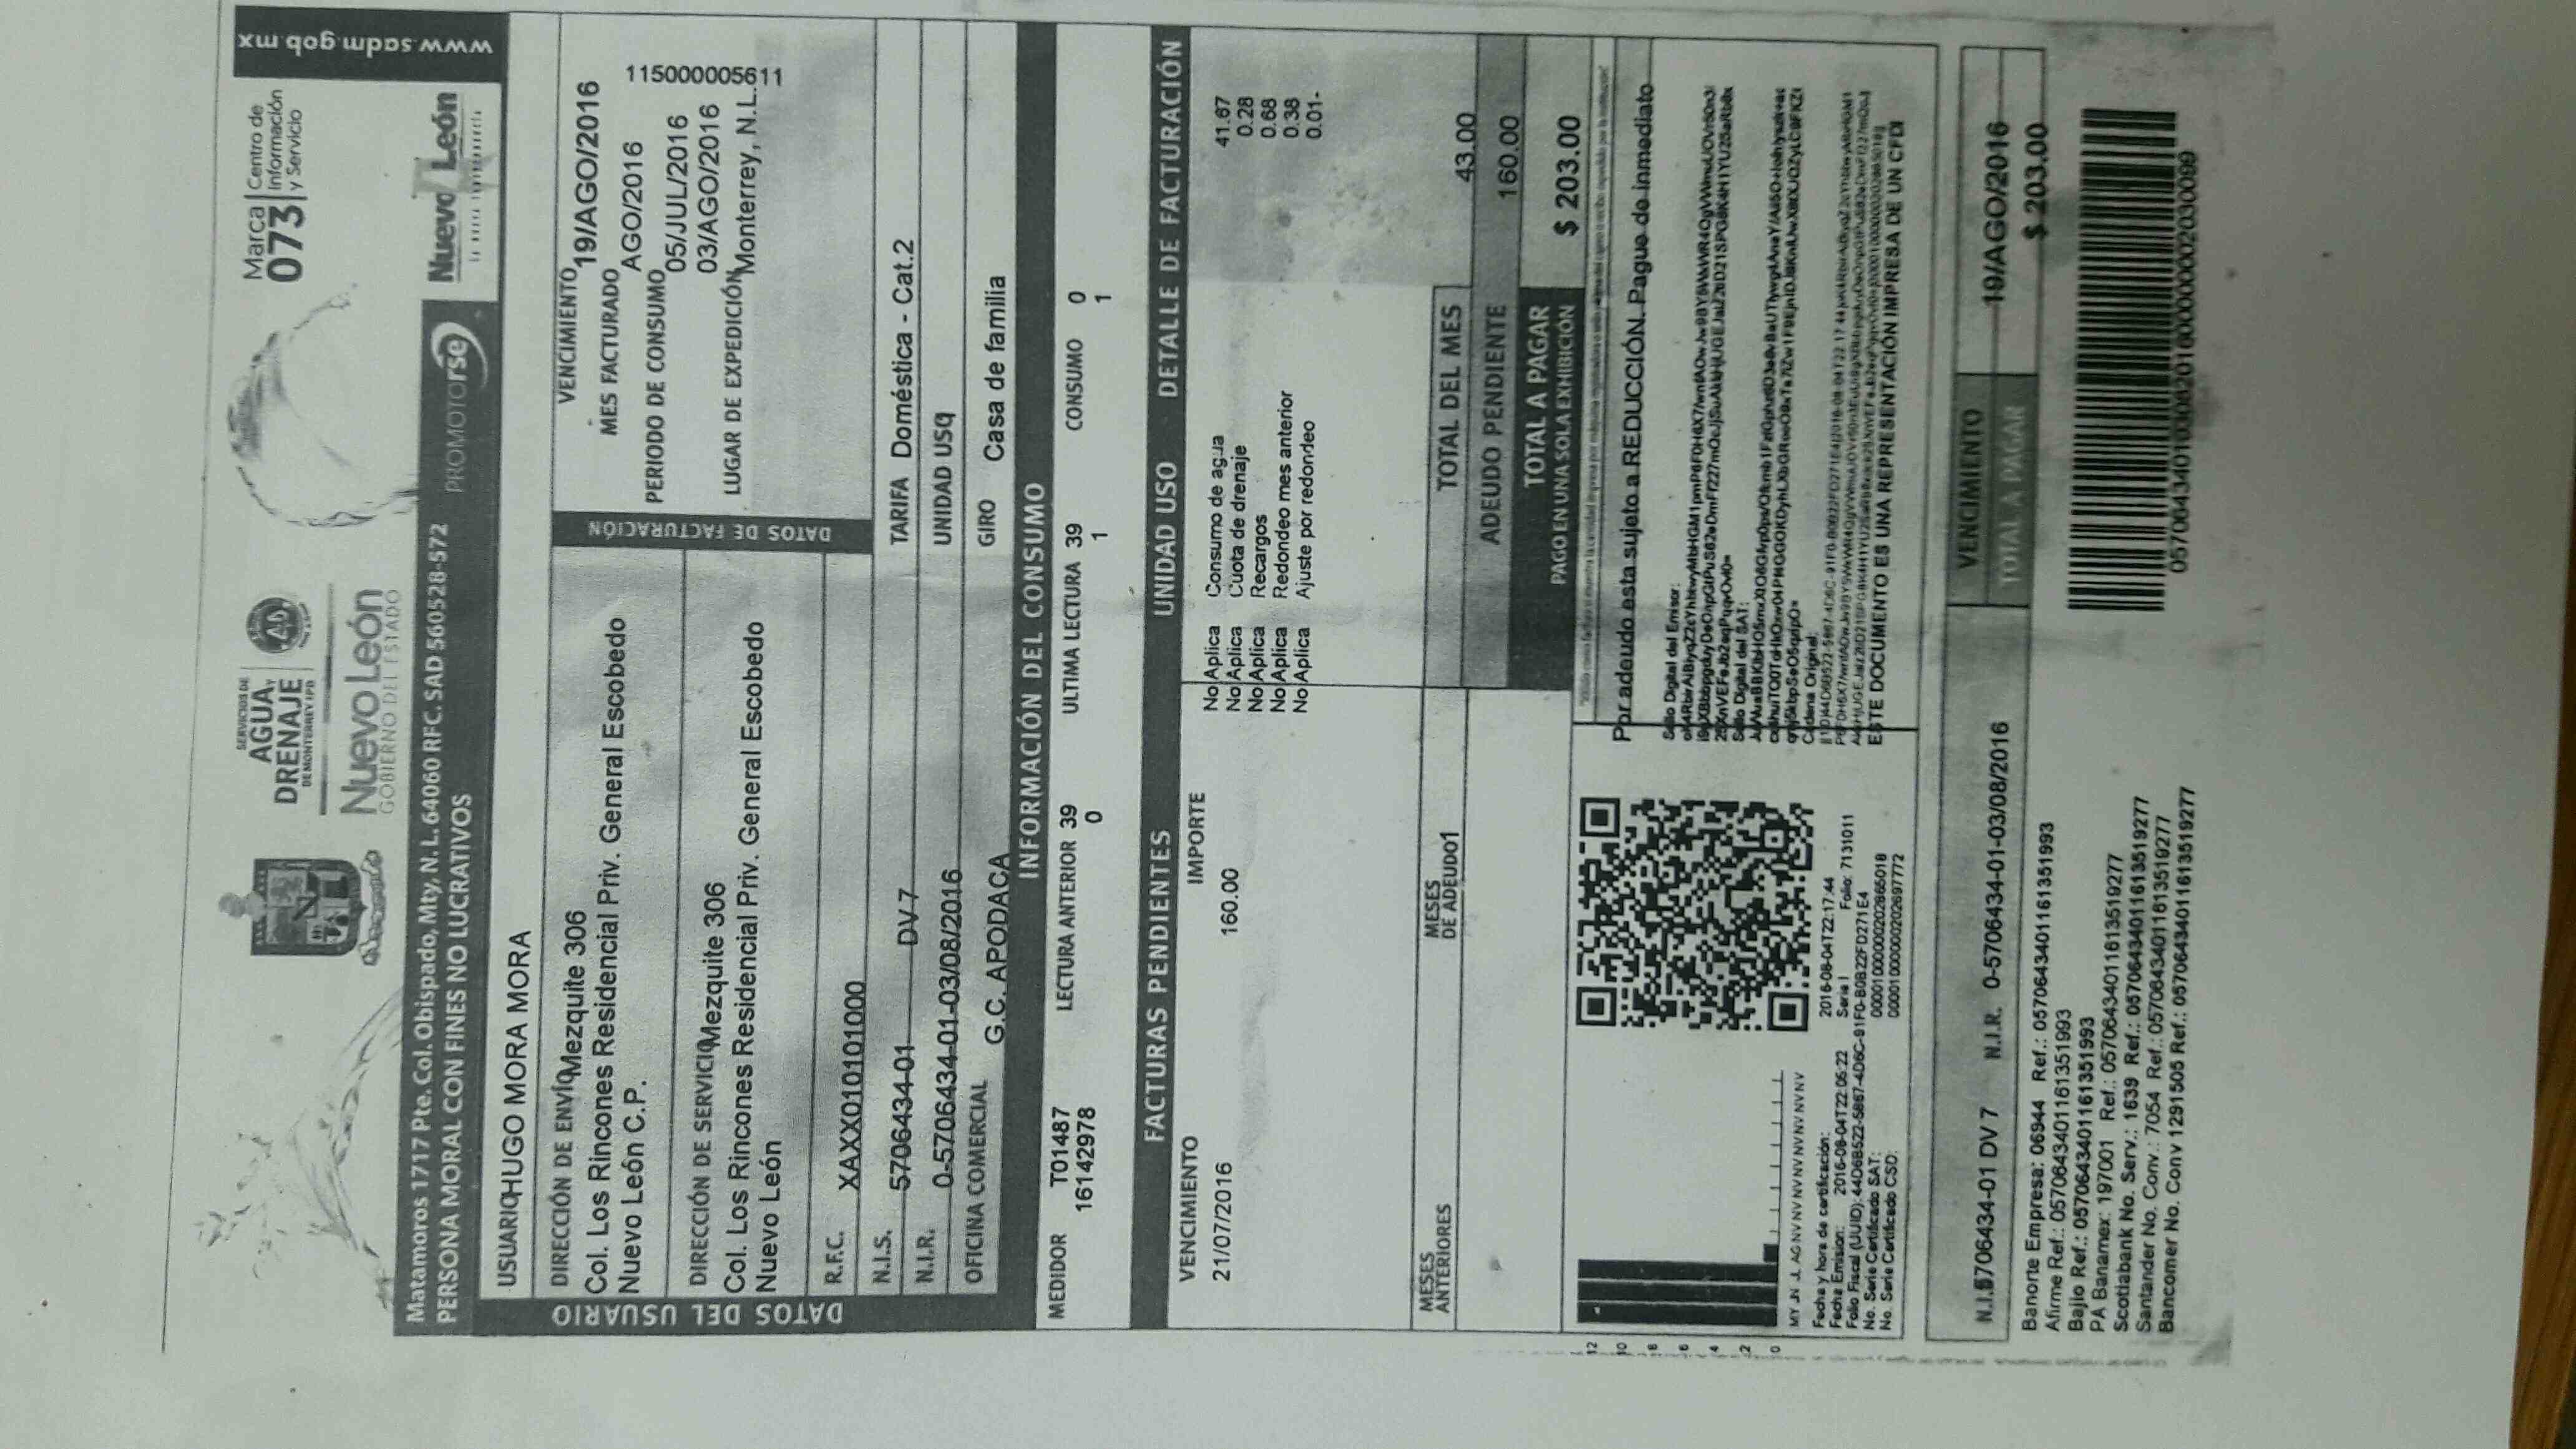 SERVICIOS DE
AGUA Y
DRENAJE
DE MONTERREY, IPD
Nuevo León
GOBIERNO DEL ESTADO
Marca
073
Centro de
Información
y Servicio
www.sadm.gob.mx
Matamoros 1717 Pte. Col. Obispado, Mty. N. L. 64060 RFC. SAD 560528-572
PERSONA MORAL CON FINES NO LUCRATIVOS
PROMOTORSE
Nuevo León
USUARIO HUGO MORA MORA
DATOS DEL USUARIO
DIRECCIÓN DE ENVÍO Mezquite 306
Col. Los Rincones Residencial Priv. General Escobedo
Nuevo León C.P.
DIRECCIÓN DE SERVICIO Mezquite 306
Col. Los Rincones Residencial Priv. General Escobedo
Nuevo León
R.F.C. XAXX010101000
N.I.S. 5706434-01 DV 7
N.I.R. 0-5706434-01-03/08/2016
OFICINA COMERCIAL G.C. APODACA
DATOS DE FACTURACIÓN
VENCIMIENTO 19/AGO/2016
MES FACTURADO AGO/2016
115000005611
PERIODO DE CONSUMO 05/JUL/2016
03/AGO/2016
LUGAR DE EXPEDICIÓN Monterrey, N.L.
TARIFA Doméstica - Cat.2
UNIDAD USO 1
GIRO Casa de familia
INFORMACIÓN DEL CONSUMO
MEDIDOR T01487 LECTURA ANTERIOR 39 ULTIMA LECTURA 39 CONSUMO 0
16142978 0 1 1
FACTURAS PENDIENTES
VENCIMIENTO IMPORTE
21/07/2016 160.00
UNIDAD USO DETALLE DE FACTURACIÓN
No Aplica Consumo de agua 41.67
No Aplica Cuota de drenaje 0.28
No Aplica Recargos 0.68
No Aplica Redondeo mes anterior 0.38
No Aplica Ajuste por redondeo 0.01-
MESES
ANTERIORES
MESES
DE ADEUDO 1
TOTAL DEL MES 43.00
ADEUDO PENDIENTE 160.00
TOTAL A PAGAR $ 203.00
PAGO EN UNA SOLA EXHIBICIÓN
Por adeudo esta sujeto a REDUCCIÓN. Pague de inmediato
12
10
8
6
4
2
0
MY JN JL AG NV NV NV NV NV NV NV NV
Fecha y hora de certificación: 2016-08-04T22:17:44
Fecha Emision: 2016-08-04T22:05:22 Serie I Folio: 7131011
Folio Fiscal (UUID): 44D6B522-5867-4D6C-91F0-B0B22FD271E4
No. Serie Certificado SAT: 00001000000202865018
No. Serie Certificado CSD: 00001000000202697772
Sello Digital del Emisor:
Sello Digital del SAT:
Cadena Original:
ESTE DOCUMENTO ES UNA REPRESENTACIÓN IMPRESA DE UN CFDI
N.I.S 5706434-01 DV 7 N.I.R. 0-5706434-01-03/08/2016
VENCIMIENTO 19/AGO/2016
TOTAL A PAGAR $ 203.00
Banorte Empresa: 06944 Ref.: 0570643401161351993
Afirme Ref.: 0570643401161351993
Bajío Ref.: 0570643401161351993
PA Banamex: 197001 Ref.: 05706434011613519277
Scotiabank No. Serv.: 1639 Ref.: 05706434011613519277
Santander No. Conv.: 7054 Ref.: 05706434011613519277
Bancomer No. Conv 1291505 Ref.: 05706434011613519277